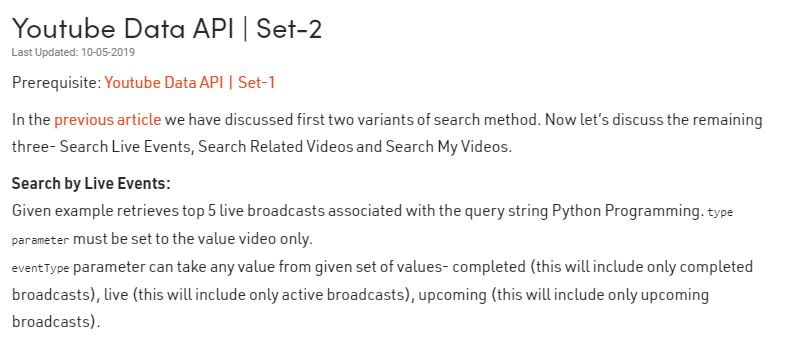 Youtube Data API | Set-2
Last Updated: 10-05-2019
Prerequisite: Youtube Data API | Set-1
In the previous article we have discussed first two variants of search method. Now let's discuss the remaining
three- Search Live Events, Search Related Videos and Search My Videos.
Search by Live Events:
Given example retrieves top 5 live broadcasts associated with the query string Python Programming. type
parameter must be set to the value video only.
eventType parameter can take any value from given set of values- completed (this will include only completed
broadcasts), live (this will include only active broadcasts), upcoming (this will include only upcoming
broadcasts).